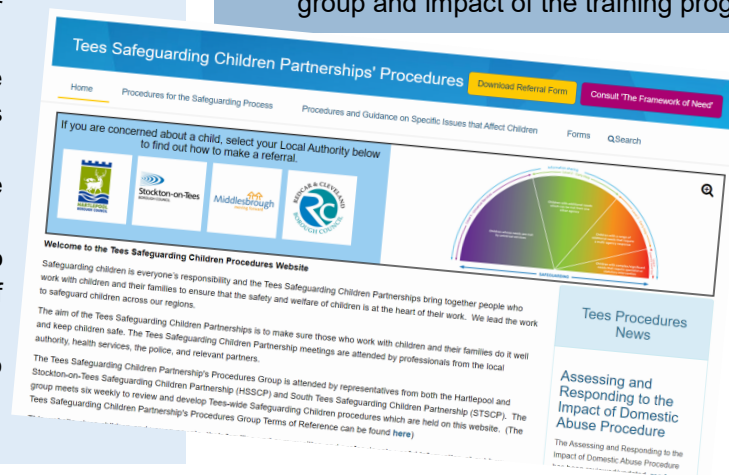 group and impact of the training prog
Tees Safeguarding Children Partnerships' Procedures
Download Referral Form
Consult 'The Framework of Need'
Home
Procedures for the Safeguarding Process
Procedures and Guidance on Specific Issues that Affect Children
Forms
Search
If you are concerned about a child, select your Local Authority below
to find out how to make a referral.
HARTLEPOOL
BOROUGH COUNCIL
Stockton-on-Tees
BOROUGH COUNCIL
Middlesbrough
moving forward
REDCAR & CLEVELAND
BOROUGH COUNCIL
SAFEGUARDING
Welcome to the Tees Safeguarding Children Procedures Website
Safeguarding children is everyone's responsibility and the Tees Safeguarding Children Partnerships bring together people who
work with children and their families to ensure that the safety and welfare of children is at the heart of their work. We lead the work
to safeguard children across our regions.
The aim of the Tees Safeguarding Children Partnerships is to make sure those who work with children and their families do it well
and keep children safe. The Tees Safeguarding Children Partnership meetings are attended by professionals from the local
authority, health services, the police, and relevant partners.
The Tees Safeguarding Children Partnership's Procedures Group is attended by representatives from both the Hartlepool and
Stockton-on-Tees Safeguarding Children Partnership (HSSCP) and South Tees Safeguarding Children Partnership (STSCP). The
group meets six weekly to review and develop Tees-wide Safeguarding Children procedures which are held on this website. (The
Tees Safeguarding Children Partnership's Procedures Group Terms of Reference can be found here)
Tees Procedures
News
Assessing and
Responding to the
Impact of Domestic
Abuse Procedure
The Assessing and Responding to the
Impact of Domestic Abuse Procedure